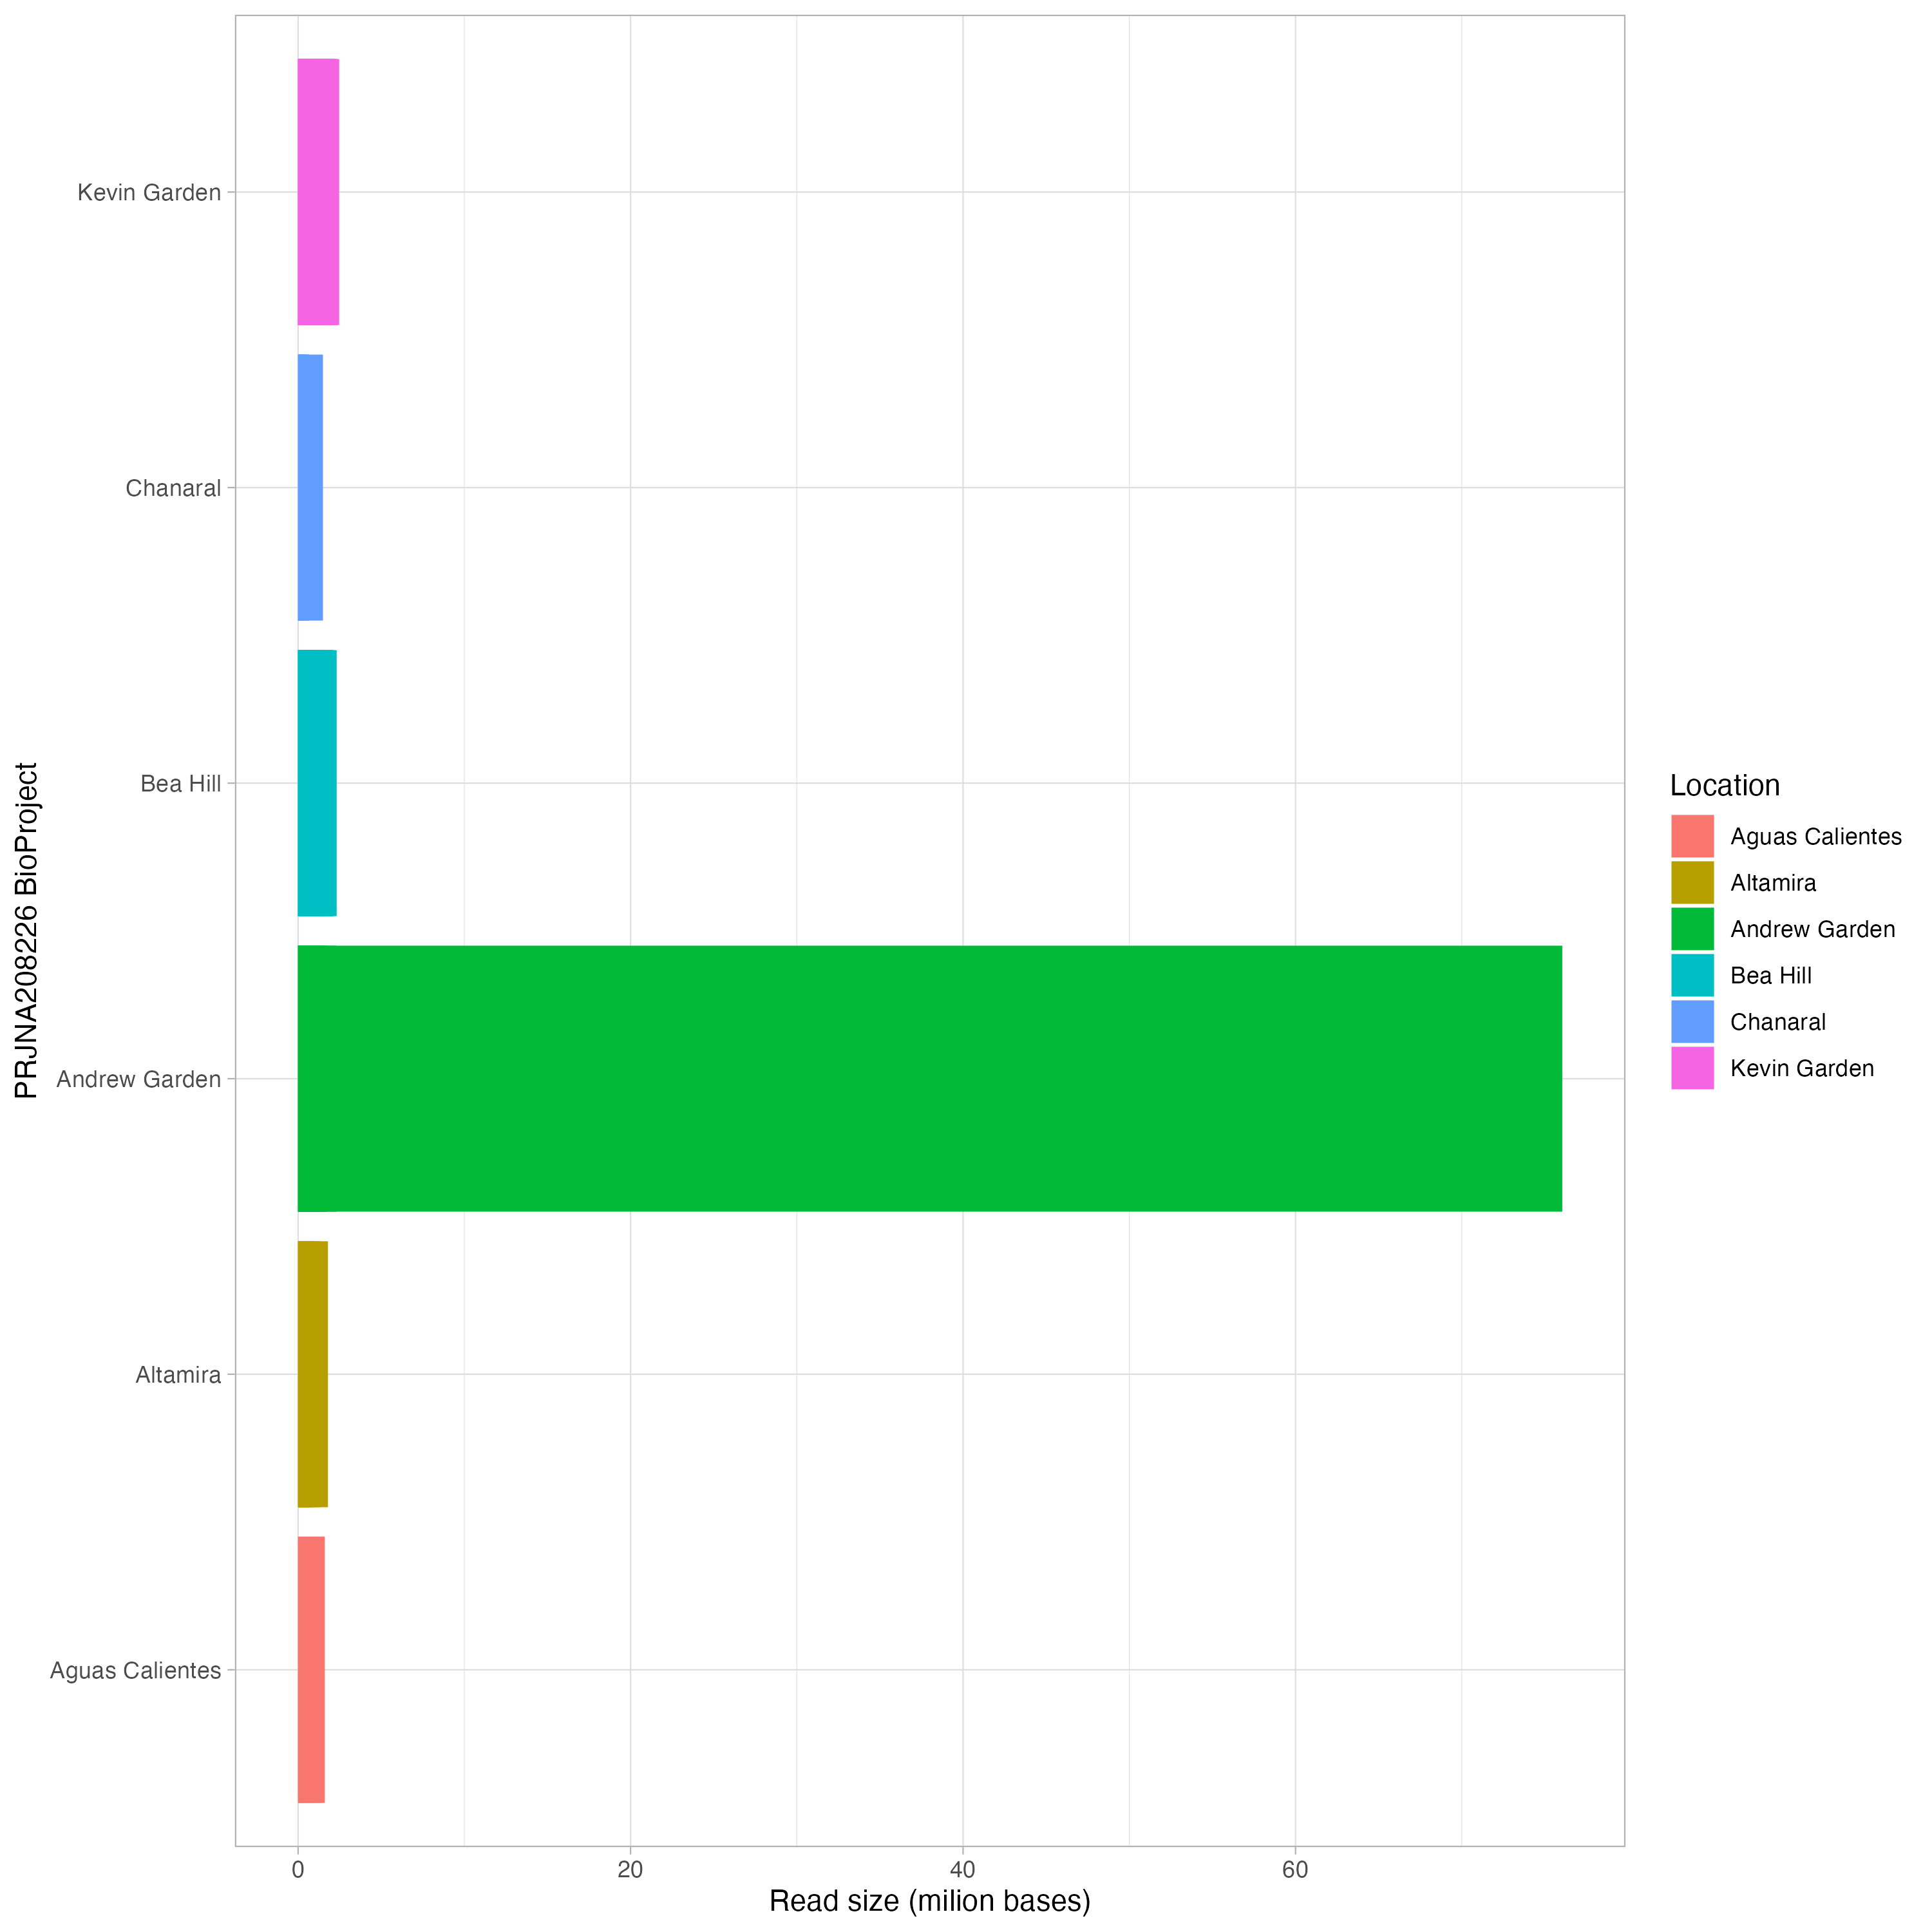 PRJNA208226 BioProject
Kevin Garden
Chanaral
Bea Hill
Andrew Garden
Altamira
Aguas Calientes
0 20 40 60
Read size (milion bases)
Location
Aguas Calientes
Altamira
Andrew Garden
Bea Hill
Chanaral
Kevin Garden